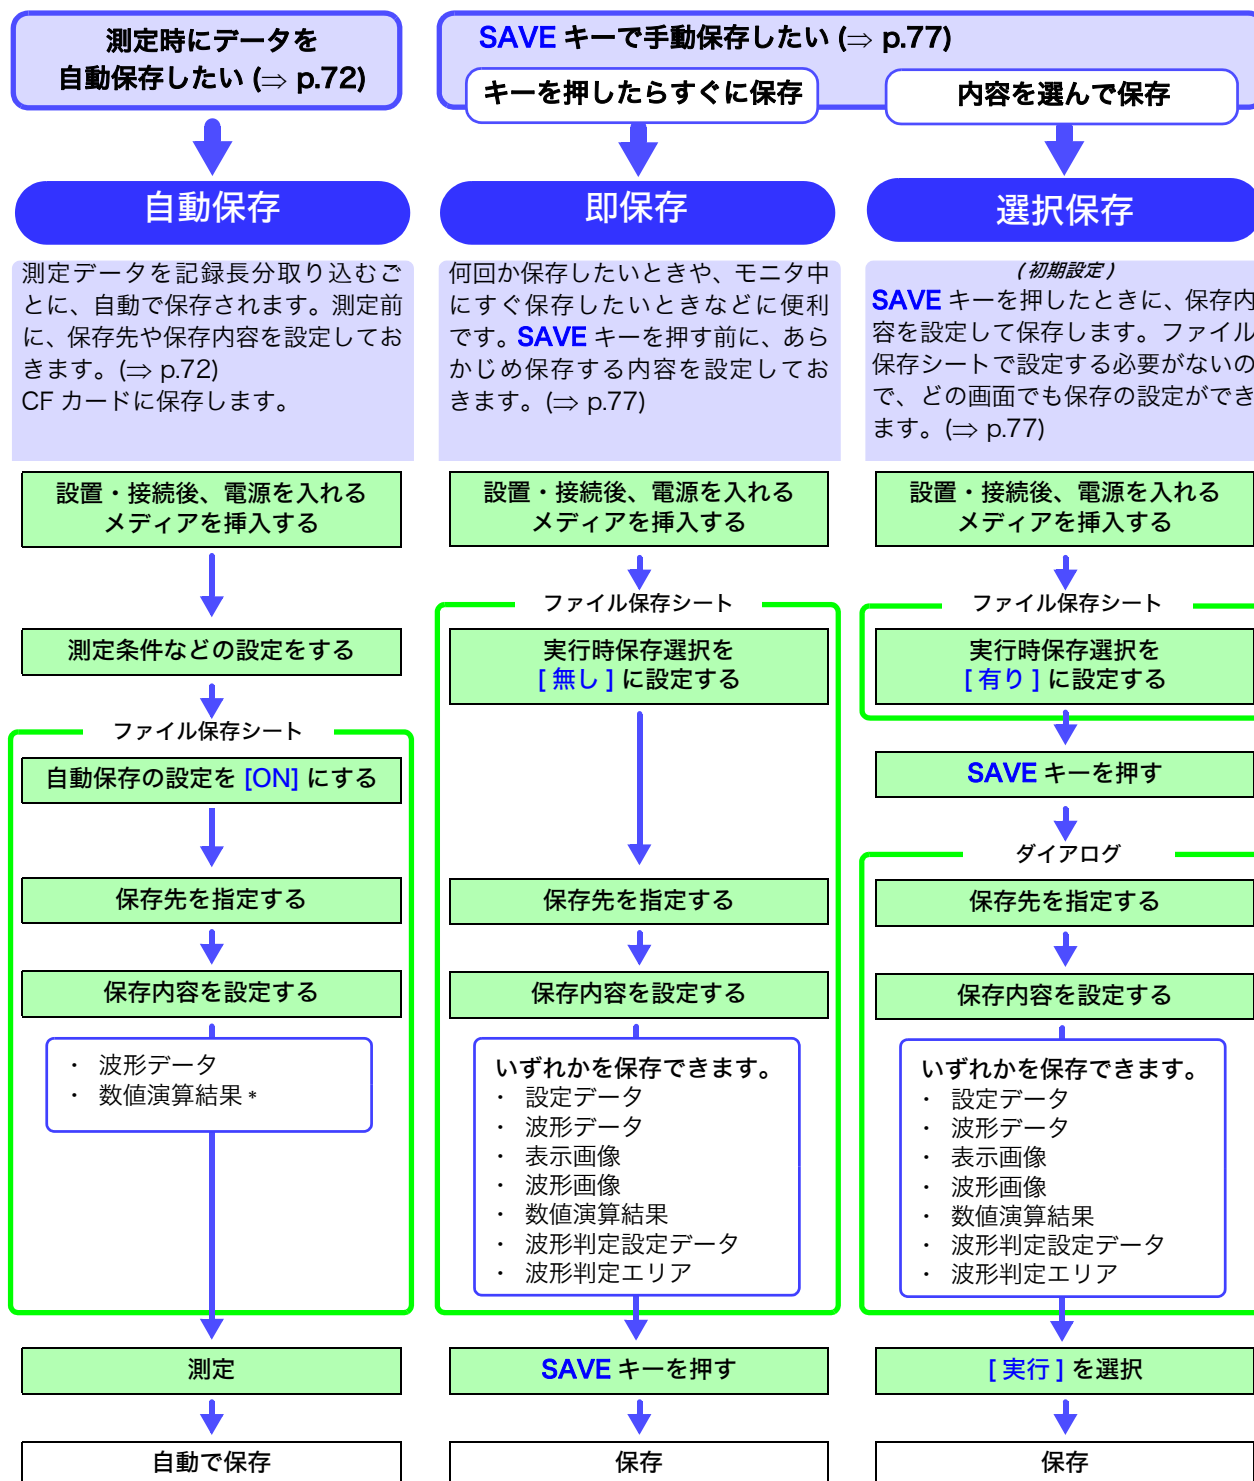 測定時にデータを
自動保存したい (⇒ p.72)
SAVE キーで手動保存したい (⇒ p.77)
キーを押したらすぐに保存
内容を選んで保存
自動保存
測定データを記録長分取り込むご
とに、自動で保存されます。測定前
に、保存先や保存内容を設定してお
きます。(⇒ p.72)
CF カードに保存します。
設置・接続後、電源を入れる
メディアを挿入する
測定条件などの設定をする
ファイル保存シート
自動保存の設定を [ON] にする
保存先を指定する
保存内容を設定する
・ 波形データ
・ 数値演算結果 *
測定
自動で保存
即保存
何回か保存したいときや、モニタ中
にすぐ保存したいときなどに便利
です。SAVE キーを押す前に、あら
かじめ保存する内容を設定してお
きます。(⇒ p.77)
設置・接続後、電源を入れる
メディアを挿入する
ファイル保存シート
実行時保存選択を
[ 無し ] に設定する
保存先を指定する
保存内容を設定する
いずれかを保存できます。
・ 設定データ
・ 波形データ
・ 表示画像
・ 波形画像
・ 数値演算結果
・ 波形判定設定データ
・ 波形判定エリア
SAVE キーを押す
保存
選択保存
( 初期設定 )
SAVE キーを押したときに、保存内
容を設定して保存します。ファイル
保存シートで設定する必要がないの
で、どの画面でも保存の設定ができ
ます。(⇒ p.77)
設置・接続後、電源を入れる
メディアを挿入する
ファイル保存シート
実行時保存選択を
[ 有り ] に設定する
SAVE キーを押す
ダイアログ
保存先を指定する
保存内容を設定する
いずれかを保存できます。
・ 設定データ
・ 波形データ
・ 表示画像
・ 波形画像
・ 数値演算結果
・ 波形判定設定データ
・ 波形判定エリア
[ 実行 ] を選択
保存